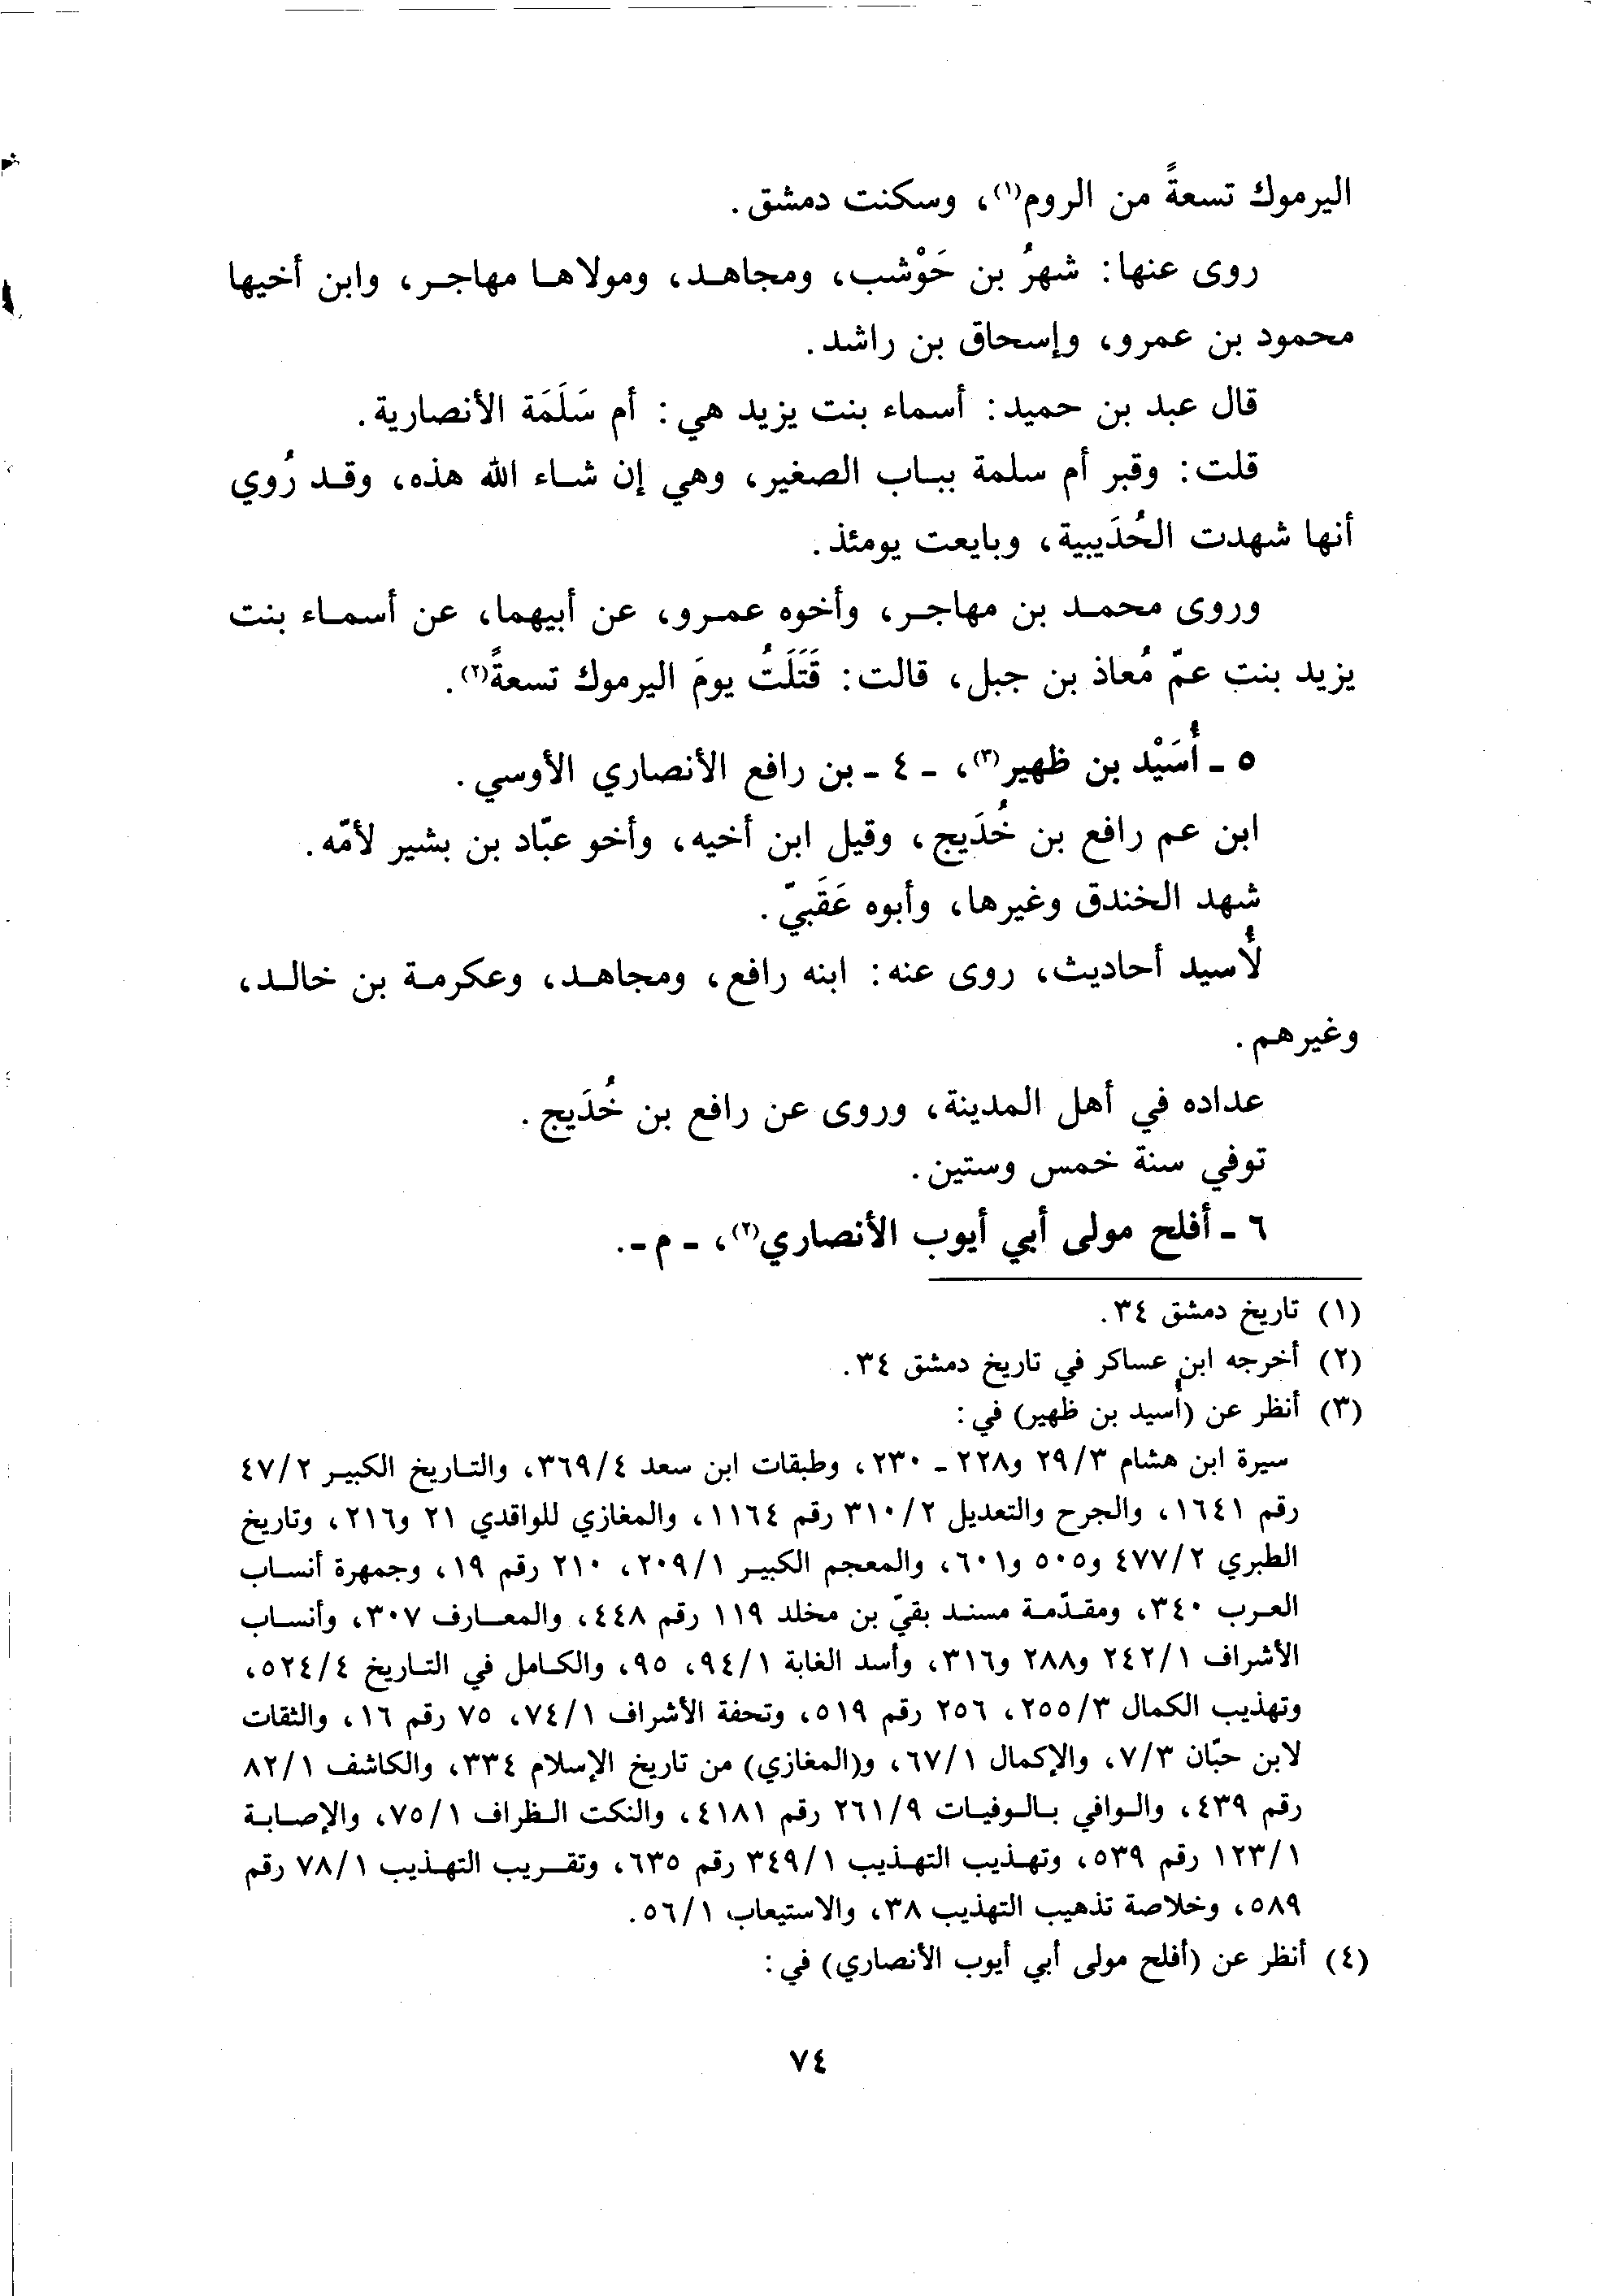 اليرموك تسعةً من الروم(١)، وسكنت دمشق.
روى عنها: شهرُ بن حَوْشب، ومجاهد، ومولاها مهاجر، وابن أخيها
محمود بن عمرو، وإسحاق بن راشد.
قال عبد بن حميد: أسماء بنت يزيد هي: أم سَلَمَة الأنصارية.
قلت: وقبر أم سلمة بباب الصغير، وهي إن شاء الله هذه، وقد رُوي
أنها شهدت الحُدَيبية، وبايعت يومئذ.
وروى محمد بن مهاجر، وأخوه عمرو، عن أبيهما، عن أسماء بنت
يزيد بنت عمّ مُعاذ بن جبل، قالت: قَتَلَتُ يومَ اليرموك تسعةً(٢).
٥ - أُسَيْد بن ظهير(٣)، - ٤ - بن رافع الأنصاري الأوسي.
ابن عم رافع بن خُدَيج، وقيل ابن أخيه، وأخو عبّاد بن بشير لأمّه.
شهد الخندق وغيرها، وأبوه عَقَبيّ.
لأُسيد أحاديث، روى عنه: ابنه رافع، ومجاهد، وعكرمة بن خالد،
وغيرهم.
عداده في أهل المدينة، وروى عن رافع بن خُدَيج.
توفي سنة خمس وستين.
٦ - أفلح مولى أبي أيوب الأنصاري(٢)، - م -.
(١) تاريخ دمشق ٣٤.
(٢) أخرجه ابن عساكر في تاريخ دمشق ٣٤.
(٣) أنظر عن (أُسيد بن ظهير) في:
سيرة ابن هشام ٢٩/٣ و٢٢٨ - ٢٣٠، وطبقات ابن سعد ٣٦٩/٤، والتاريخ الكبير ٤٧/٢
رقم ١٦٤١، والجرح والتعديل ٣١٠/٢ رقم ١١٦٤، والمغازي للواقدي ٢١ و٢١٦، وتاريخ
الطبري ٤٧٧/٢ و٥٠٥ و٦٠١، والمعجم الكبير ٢٠٩/١، ٢١٠ رقم ١٩، وجمهرة أنساب
العرب ٣٤٠، ومقدّمة مسند بقيّ بن مخلد ١١٩ رقم ٤٤٨، والمعارف ٣٠٧، وأنساب
الأشراف ٢٤٢/١ و٢٨٨ و٣١٦، وأسد الغابة ٩٤/١، ٩٥، والكامل في التاريخ ٥٢٤/٤،
وتهذيب الكمال ٢٥٥/٣، ٢٥٦ رقم ٥١٩، وتحفة الأشراف ٧٤/١، ٧٥ رقم ١٦، والثقات
لابن حبّان ٧/٣، والإكمال ٦٧/١، و(المغازي) من تاريخ الإسلام ٣٣٤، والكاشف ٨٢/١
رقم ٤٣٩، والوافي بالوفيات ٢٦١/٩ رقم ٤١٨١، والنكت الظراف ٧٥/١، والإصابة
١٢٣/١ رقم ٥٣٩، وتهذيب التهذيب ٣٤٩/١ رقم ٦٣٥، وتقريب التهذيب ٧٨/١ رقم
٥٨٩، وخلاصة تذهيب التهذيب ٣٨، والاستيعاب ٥٦/١.
(٤) أنظر عن (أفلح مولى أبي أيوب الأنصاري) في:
٧٤